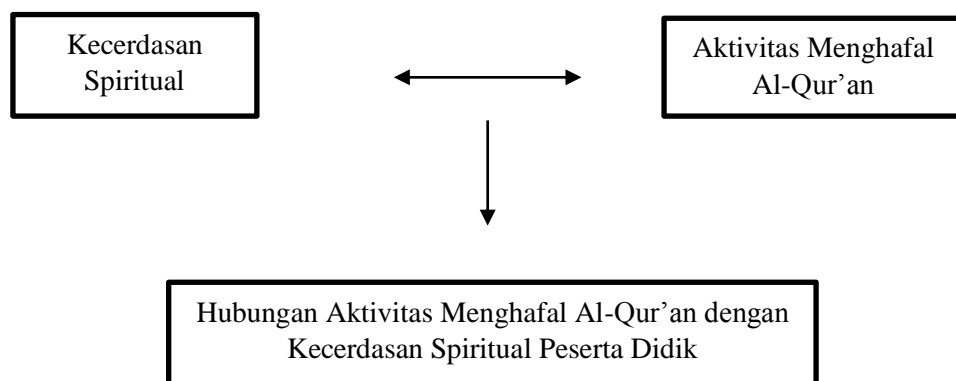 Kecerdasan
Spiritual
Aktivitas Menghafal
Al-Qur’an
Hubungan Aktivitas Menghafal Al-Qur’an dengan
Kecerdasan Spiritual Peserta Didik